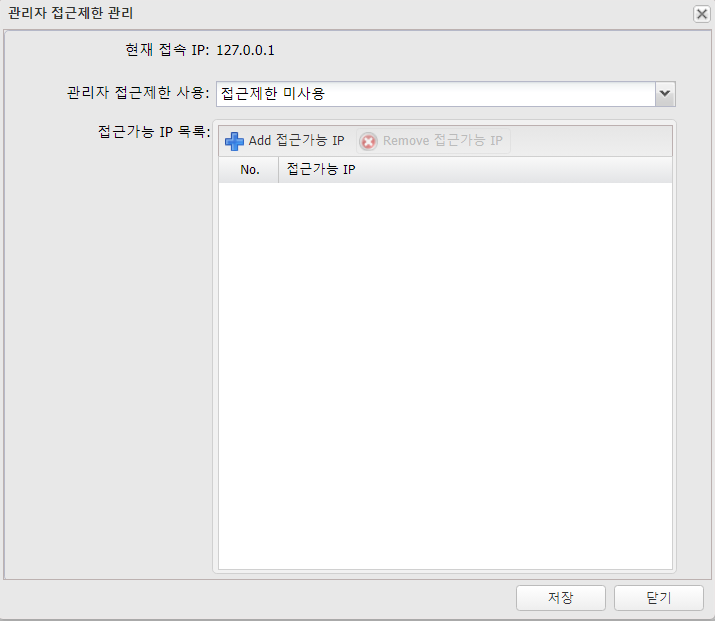 관리자 접근제한 관리
현재 접속 IP: 127.0.0.1
관리자 접근제한 사용: 접근제한 미사용
접근가능 IP 목록: Add 접근가능 IP Remove 접근가능 IP
No. 접근가능 IP
저장 닫기